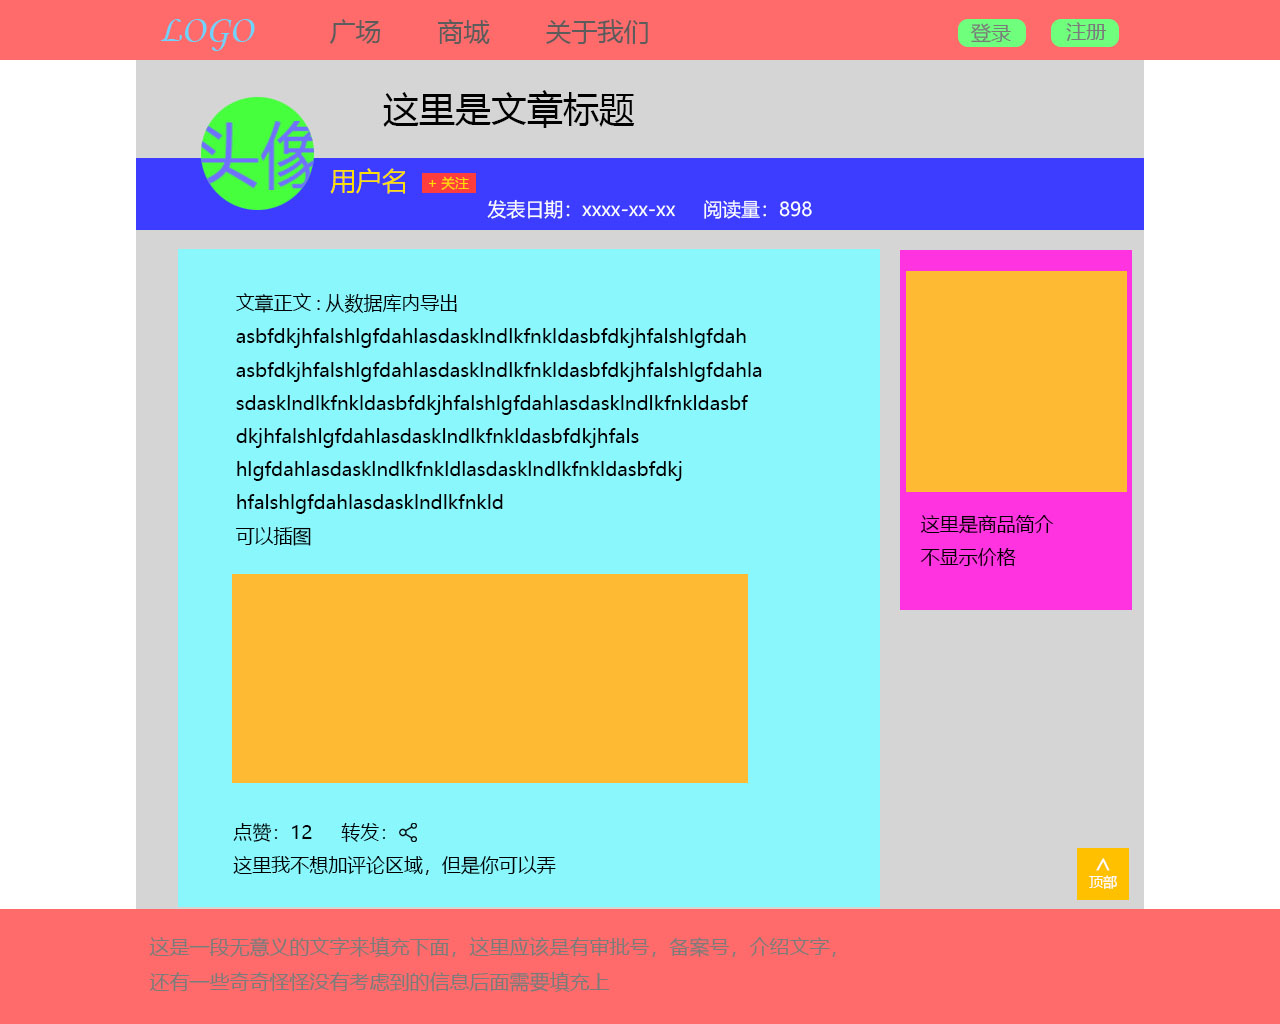 LOGO 广场 商城 关于我们 登录 注册
这里是文章标题
头像
用户名 + 关注
发表日期：xxxx-xx-xx 阅读量：898
文章正文 : 从数据库内导出
asbfdkjhfalshlgfdahlasdasklndlkfnkldasbfdkjhfalshlgfdah
asbfdkjhfalshlgfdahlasdasklndlkfnkldasbfdkjhfalshlgfdahla
sdasklndlkfnkldasbfdkjhfalshlgfdahlasdasklndlkfnkldasbf
dkjhfalshlgfdahlasdasklndlkfnkldasbfdkjhfals
hlgfdahlasdasklndlkfnkldlasdasklndlkfnkldasbfdkj
hfalshlgfdahlasdasklndlkfnkld
可以插图
这里是商品简介
不显示价格
点赞：12 转发：
这里我不想加评论区域，但是你可以弄
顶部
这是一段无意义的文字来填充下面，这里应该是有审批号，备案号，介绍文字，
还有一些奇奇怪怪没有考虑到的信息后面需要填充上